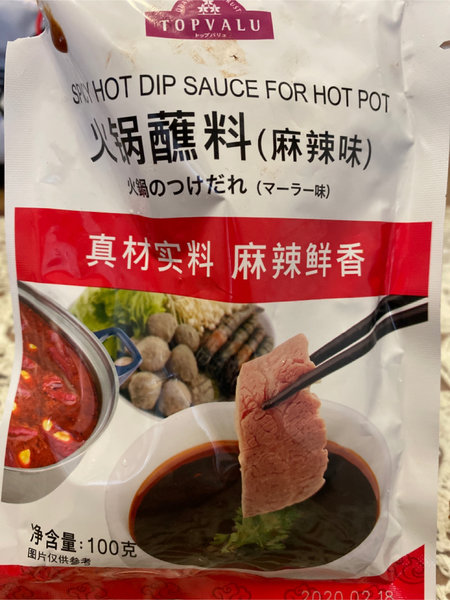 TOPVALU
トップバリュ
SPICY HOT DIP SAUCE FOR HOT POT
火锅蘸料(麻辣味)
火鍋のつけだれ (マーラー味)
真材实料 麻辣鲜香
净含量:100克
图片仅供参考
2020.02.18